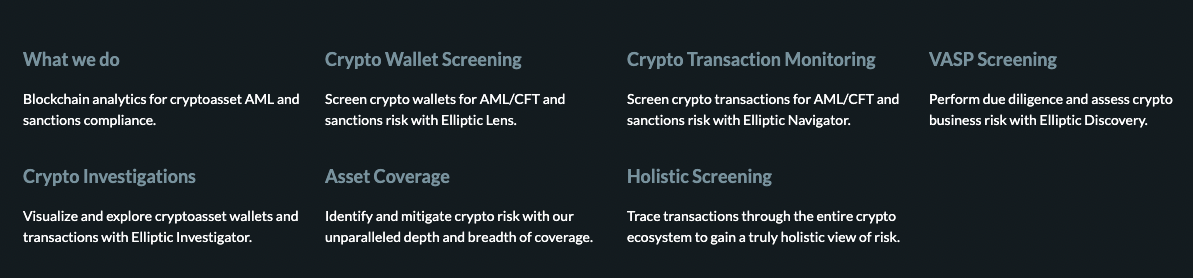 What we do
Blockchain analytics for cryptoasset AML and
sanctions compliance.
Crypto Wallet Screening
Screen crypto wallets for AML/CFT and
sanctions risk with Elliptic Lens.
Crypto Transaction Monitoring
Screen crypto transactions for AML/CFT and
sanctions risk with Elliptic Navigator.
VASP Screening
Perform due diligence and assess crypto
business risk with Elliptic Discovery.
Crypto Investigations
Visualize and explore cryptoasset wallets and
transactions with Elliptic Investigator.
Asset Coverage
Identify and mitigate crypto risk with our
unparalleled depth and breadth of coverage.
Holistic Screening
Trace transactions through the entire crypto
ecosystem to gain a truly holistic view of risk.